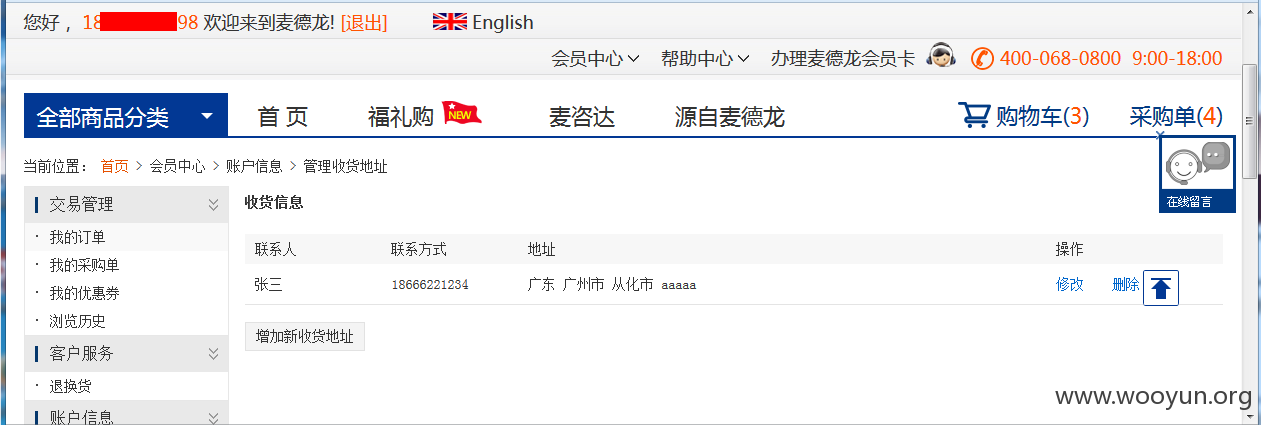 您好， 18 98 欢迎来到麦德龙! [退出] English
会员中心 帮助中心 办理麦德龙会员卡 400-068-0800 9:00-18:00
全部商品分类 首 页 福礼购 NEW 麦咨达 源自麦德龙 购物车(3) 采购单(4)
当前位置： 首页 > 会员中心 > 账户信息 > 管理收货地址
在线留言
交易管理
我的订单
我的采购单
我的优惠券
浏览历史
客户服务
退换货
账户信息
收货信息
联系人 联系方式 地址 操作
张三 18666221234 广东 广州市 从化市 aaaaa 修改 删除
增加新收货地址
www.wooyun.org